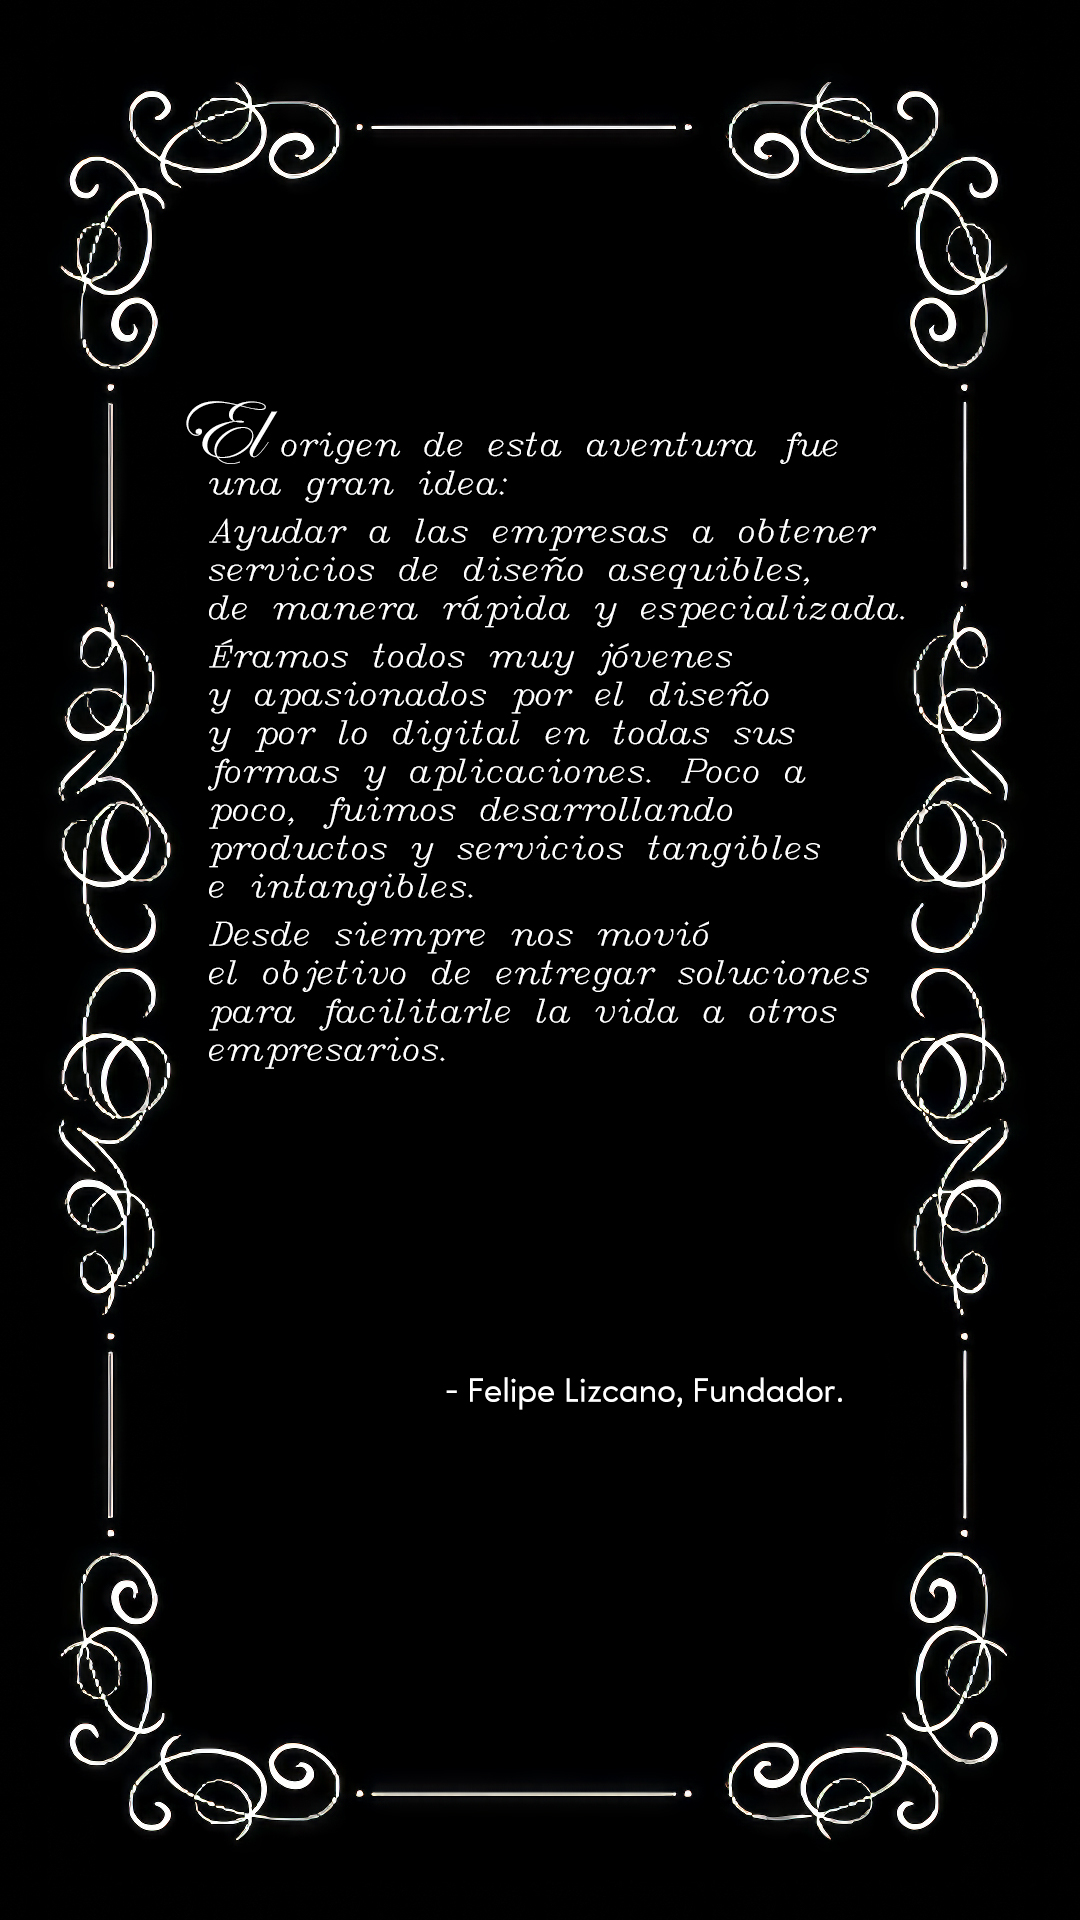 El origen de esta aventura fue
una gran idea:
Ayudar a las empresas a obtener
servicios de diseño asequibles,
de manera rápida y especializada.
Éramos todos muy jóvenes
y apasionados por el diseño
y por lo digital en todas sus
formas y aplicaciones. Poco a
poco, fuimos desarrollando
productos y servicios tangibles
e intangibles.
Desde siempre nos movió
el objetivo de entregar soluciones
para facilitarle la vida a otros
empresarios.
- Felipe Lizcano, Fundador.